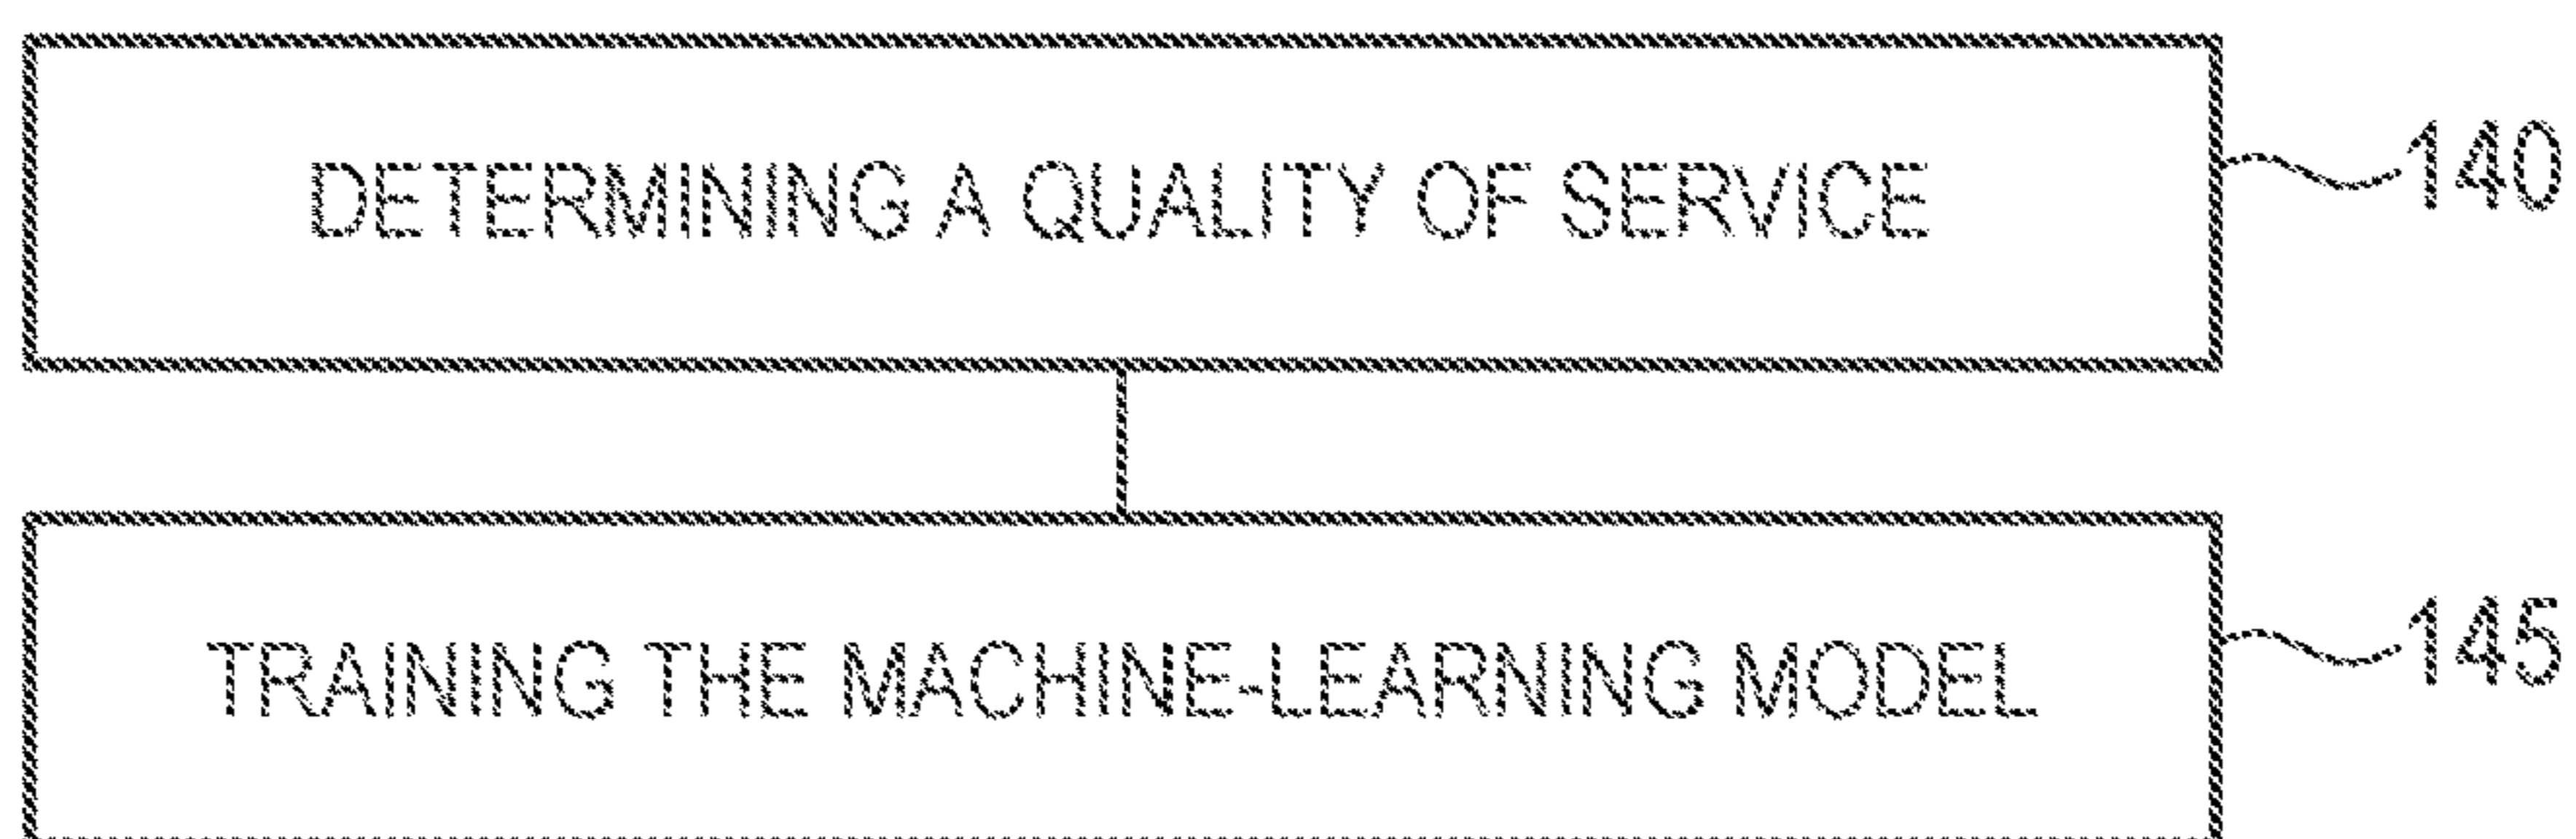 DETERMINING A QUALITY OF SERVICE 140
TRAINING THE MACHINE-LEARNING MODEL 145